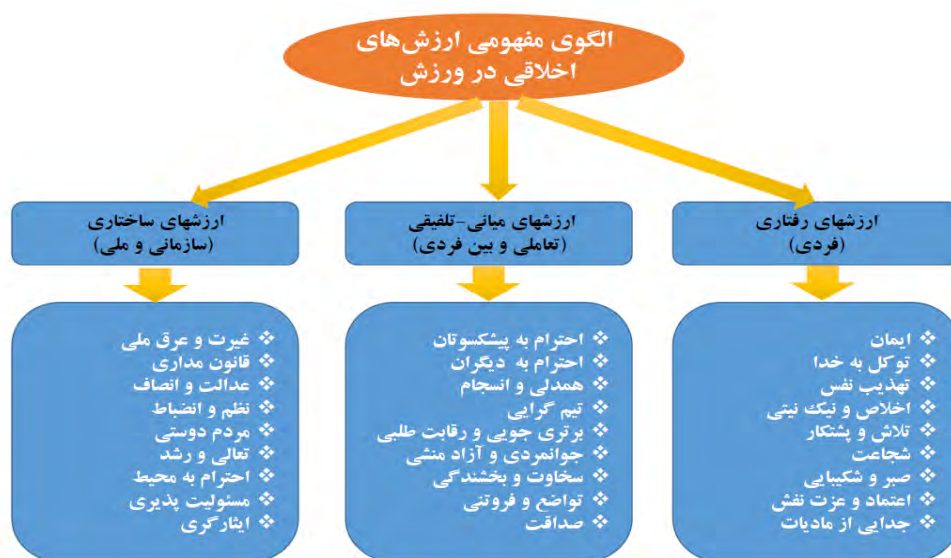 الگوی مفهومی ارزش‌های
اخلاقی در ورزش
ارزشهای رفتاری
(فردی)
ارزشهای میانی-تلفیقی
(تعاملی و بین فردی)
ارزشهای ساختاری
(سازمانی و ملی)
❖ ایمان
❖ توکل به خدا
❖ تهذیب نفس
❖ اخلاص و نیک نیتی
❖ تلاش و پشتکار
❖ شجاعت
❖ صبر و شکیبایی
❖ اعتماد و عزت نفش
❖ جدایی از مادیات
❖ احترام به پیشکسوتان
❖ احترام به دیگران
❖ همدلی و انسجام
❖ تیم گرایی
❖ برتری جویی و رقابت طلبی
❖ جوانمردی و آزاد منشی
❖ سخاوت و بخشندگی
❖ تواضع و فروتنی
❖ صداقت
❖ غیرت و عرق ملی
❖ قانون مداری
❖ عدالت و انصاف
❖ نظم و انضباط
❖ مردم دوستی
❖ تعالی و رشد
❖ احترام به محیط
❖ مسئولیت پذیری
❖ ایثارگری